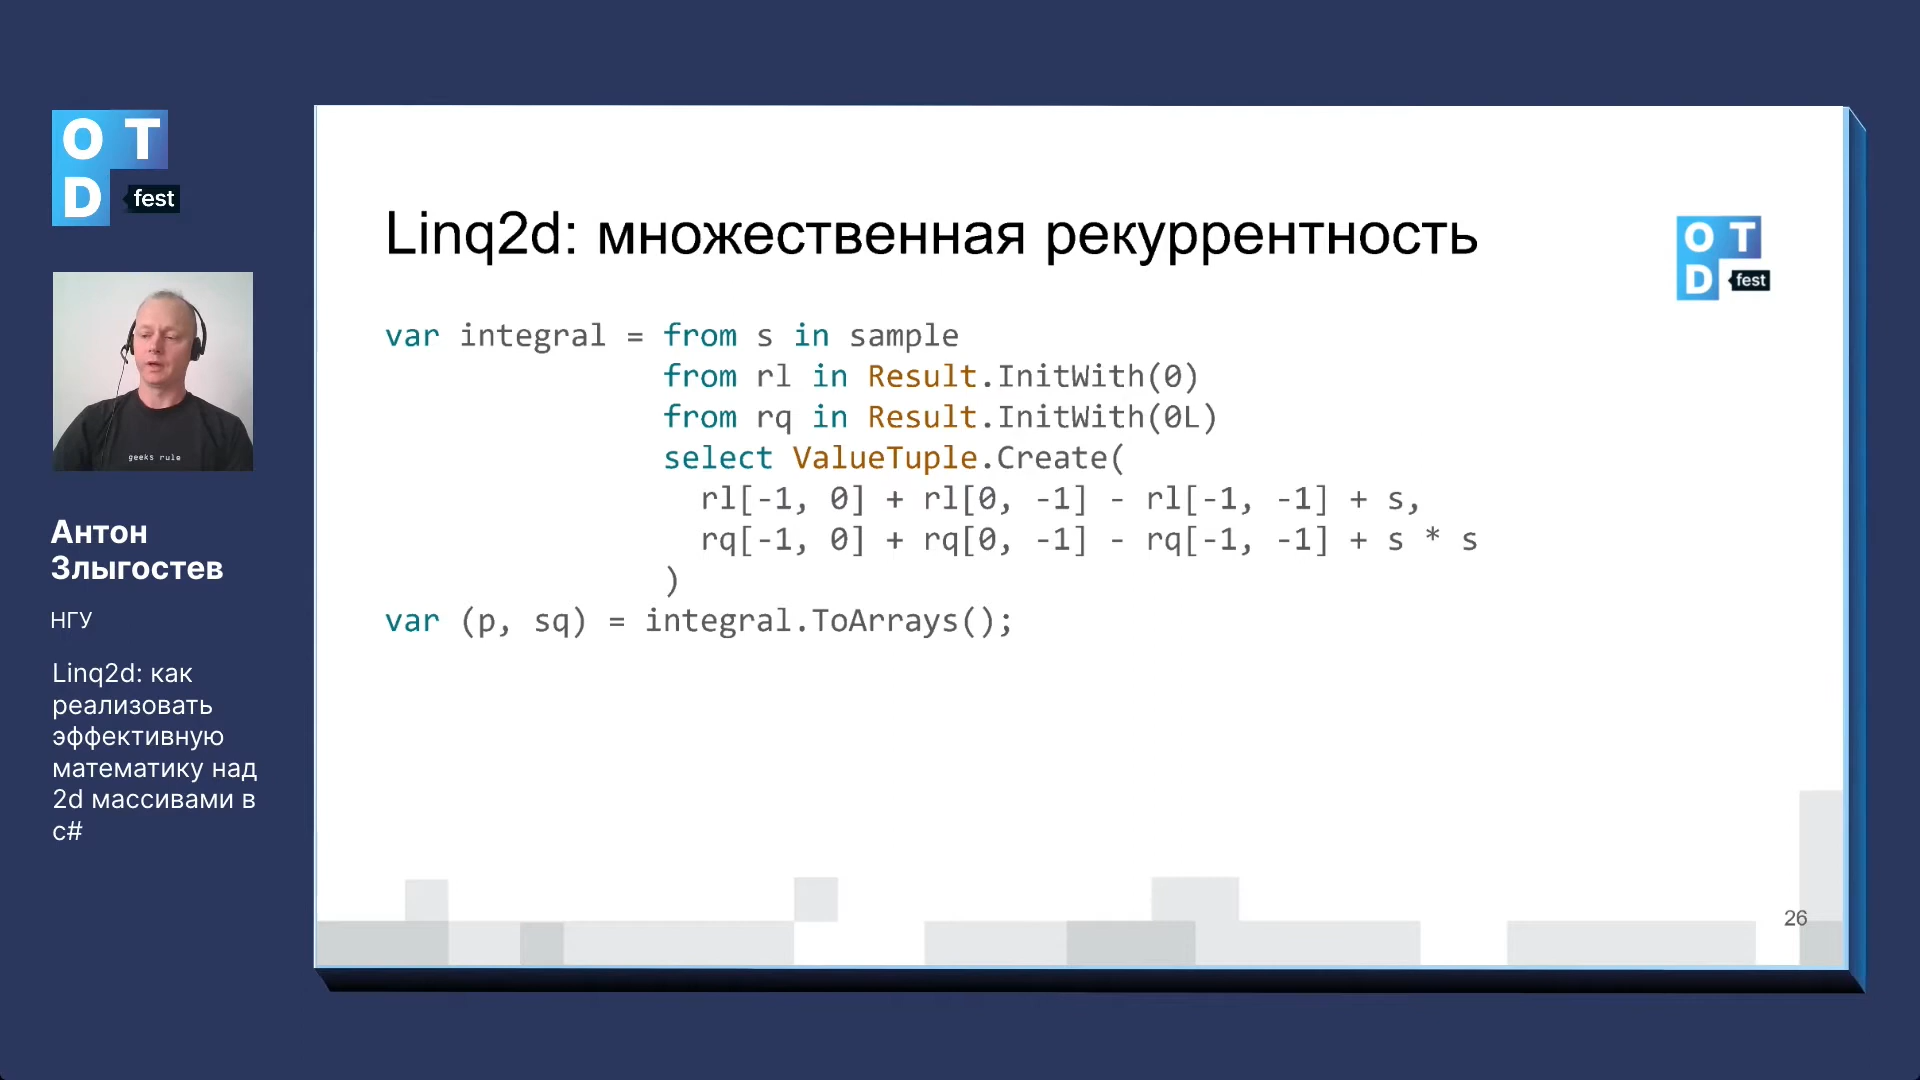 O T
D fest
Антон
Злыгостев
НГУ
Linq2d: как
реализовать
эффективную
математику над
2d массивами в
c#
geeks rule
Linq2d: множественная рекуррентность
O T
D fest
var integral = from s in sample
from rl in Result.InitWith(0)
from rq in Result.InitWith(0L)
select ValueTuple.Create(
rl[-1, 0] + rl[0, -1] - rl[-1, -1] + s,
rq[-1, 0] + rq[0, -1] - rq[-1, -1] + s * s
)
var (p, sq) = integral.ToArrays();
26